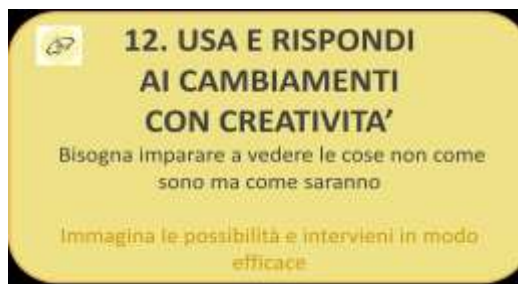 12. USA E RISPONDI
AI CAMBIAMENTI
CON CREATIVITA'
Bisogna imparare a vedere le cose non come
sono ma come saranno
Immagina le possibilità e intervieni in modo
efficace